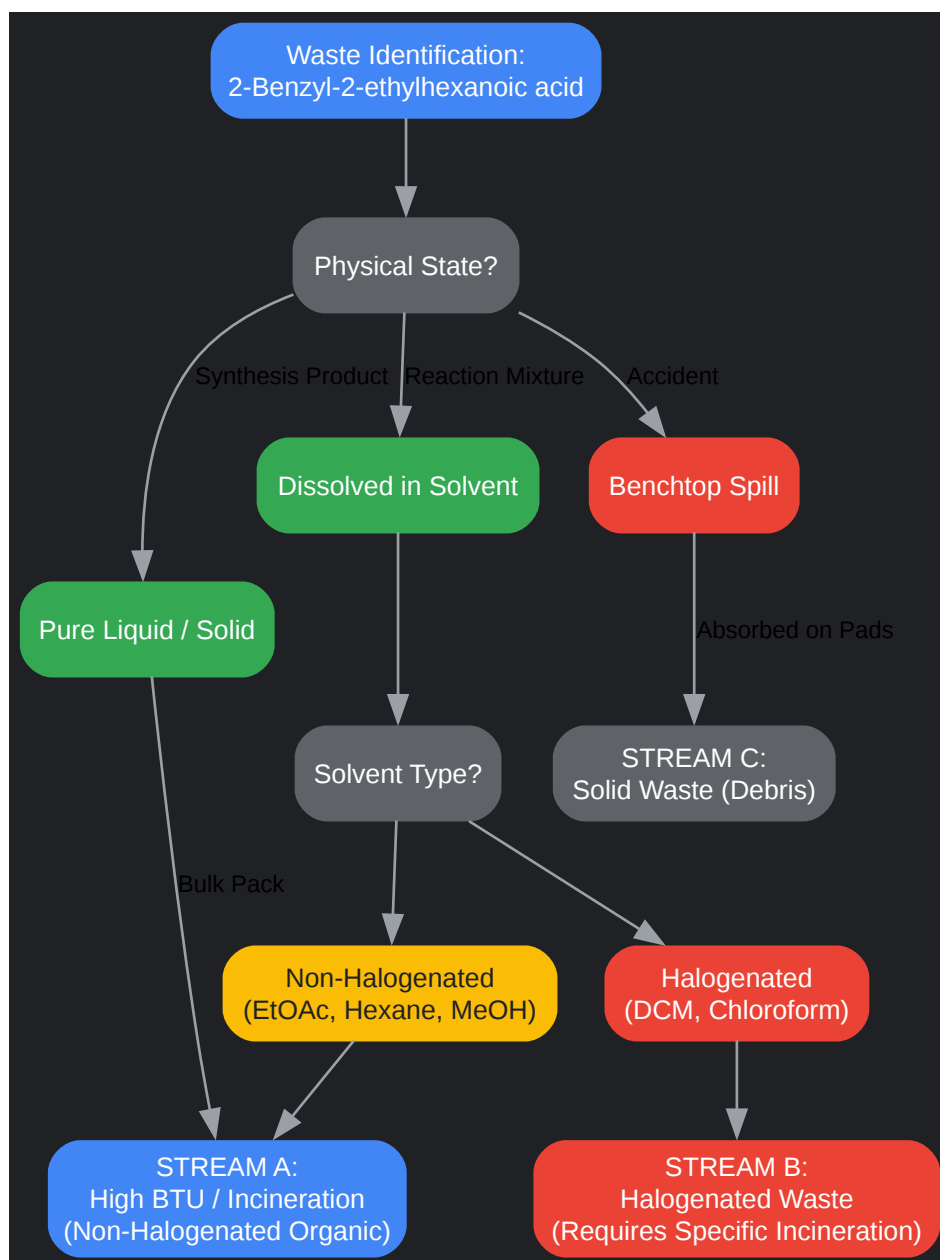 Waste Identification:
2-Benzyl-2-ethylhexanoic acid
Physical State?
Synthesis Product
Reaction Mixture
Accident
Dissolved in Solvent
Benchtop Spill
Pure Liquid / Solid
Absorbed on Pads
Solvent Type?
STREAM C:
Solid Waste (Debris)
Bulk Pack
Non-Halogenated
(EtOAc, Hexane, MeOH)
Halogenated
(DCM, Chloroform)
STREAM A:
High BTU / Incineration
(Non-Halogenated Organic)
STREAM B:
Halogenated Waste
(Requires Specific Incineration)